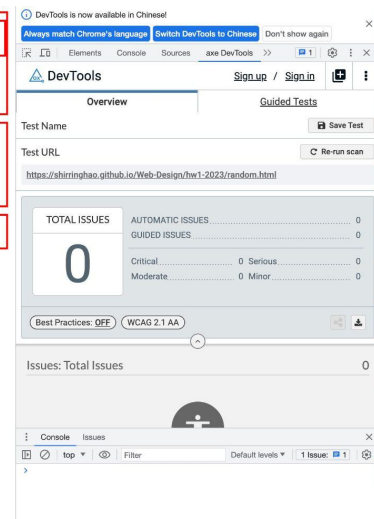 DevTools is now available in Chinese!
Always match Chrome's language Switch DevTools to Chinese Don't show again
Elements Console Sources axe DevTools 1
DevTools Sign up / Sign in
Overview Guided Tests
Test Name Save Test
Test URL Re-run scan
https://shirringhao.github.io/Web-Design/hw1-2023/random.html
TOTAL ISSUES
0
AUTOMATIC ISSUES 0
GUIDED ISSUES 0
Critical 0 Serious 0
Moderate 0 Minor 0
Best Practices: OFF WCAG 2.1 AA
Issues: Total Issues 0
Console Issues
top Filter Default levels 1 Issue: 1